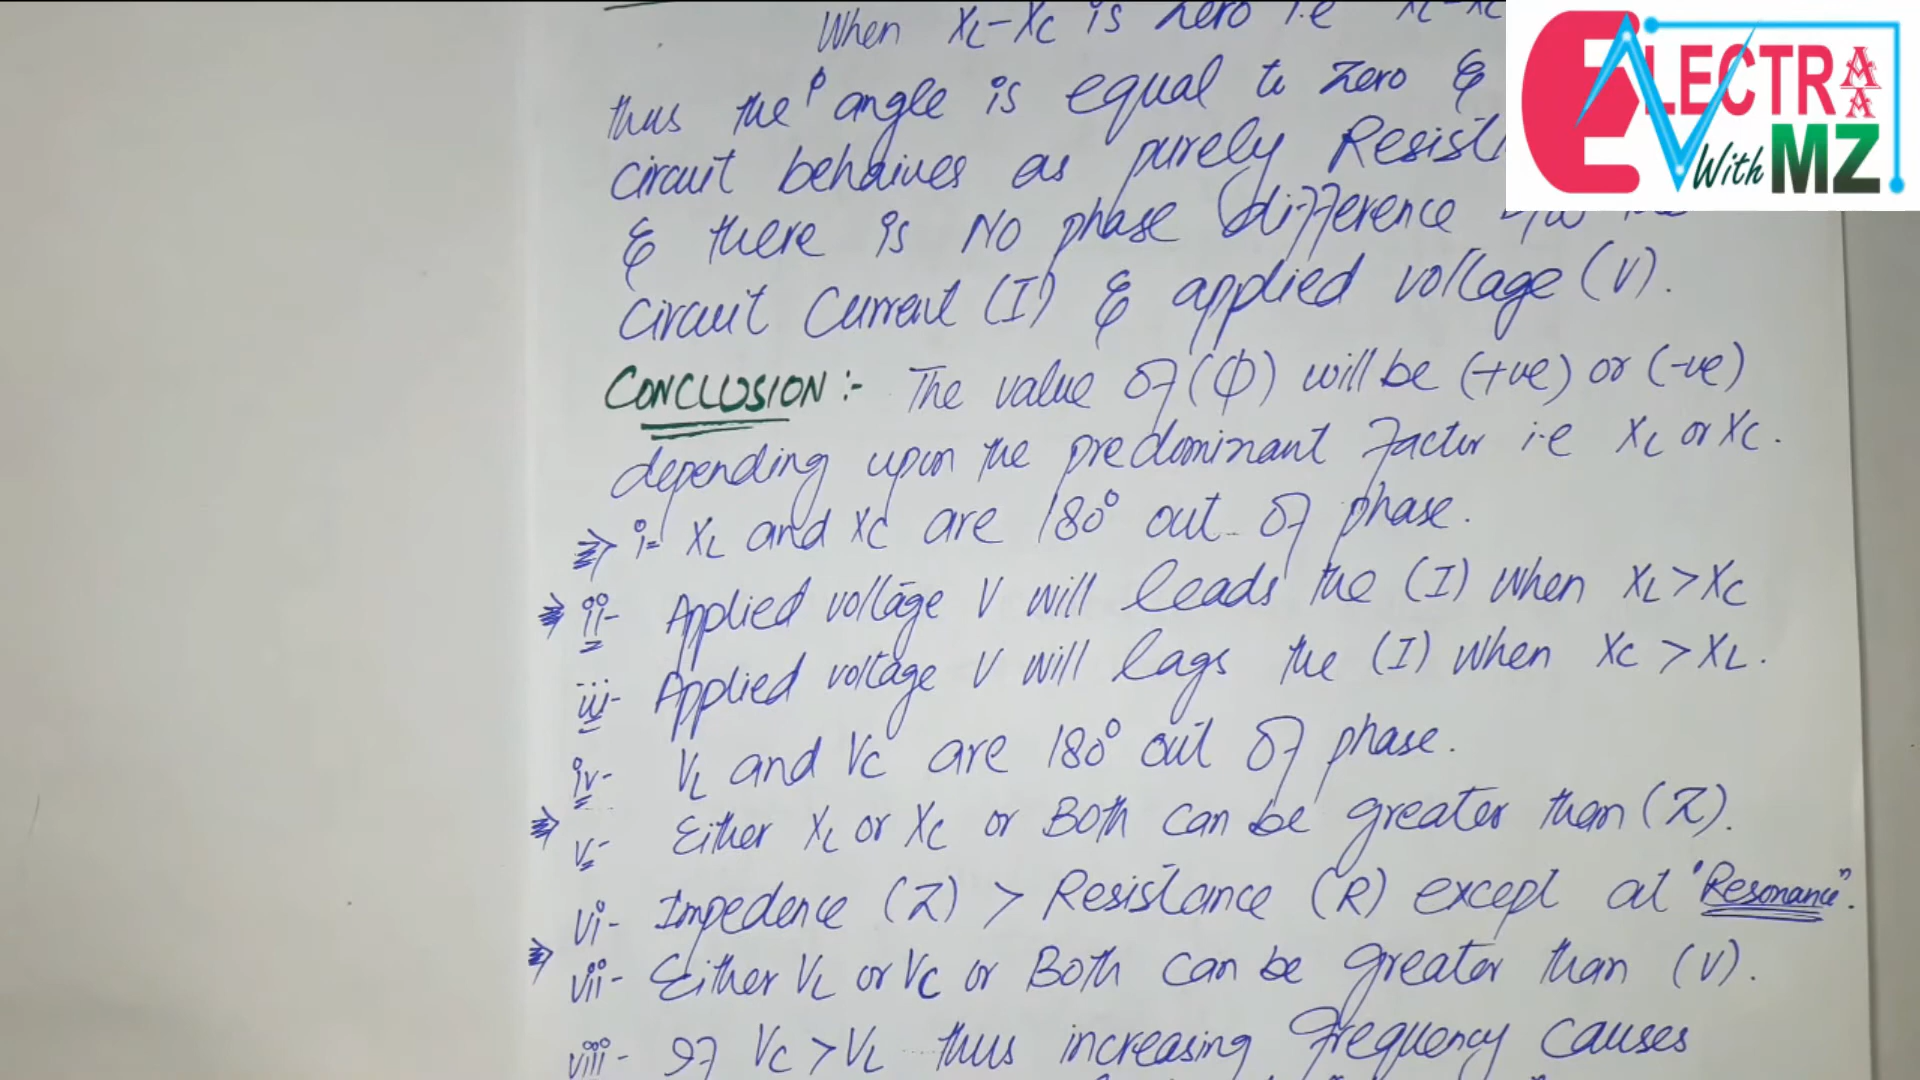 When XL-XC is zero i.e XL-XC
thus the φ angle is equal to zero &
circuit behaives as purely Resisti
& there is No phase difference b/w the
Circuit Current (I) & applied voltage (V).
CONCLUSION :- The value of (Φ) will be (+ve) or (-ve)
depending upon the predominant factor i.e XL or XC.
i- XL and XC are 180° out of phase.
ii- Applied voltage V will leads the (I) when XL > XC
iii- Applied voltage V will lags the (I) when XC > XL.
iv- VL and VC are 180° out of phase.
v- Either XL or XC or Both can be greater than (Z).
vi- Impedence (Z) > Resistance (R) except at "Resonance".
vii- Either VL or VC or Both can be greater than (V).
viii- If VC > VL thus increasing frequency causes
ELECTRA AA
With MZ